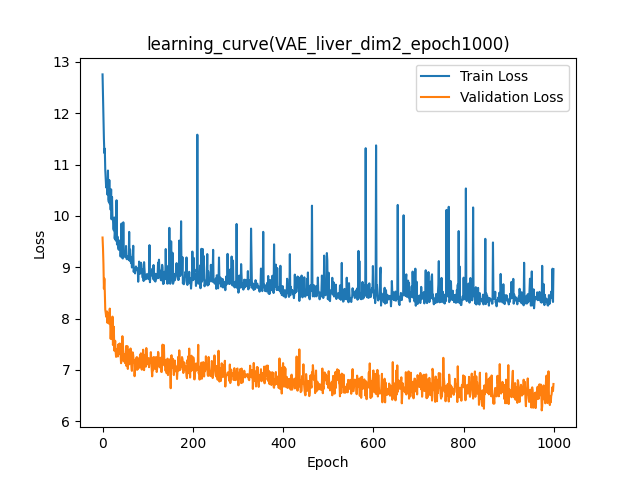 learning_curve(VAE_liver_dim2_epoch1000)
Train Loss
Validation Loss
13
12
11
10
9
8
7
6
Loss
0
200
400
600
800
1000
Epoch